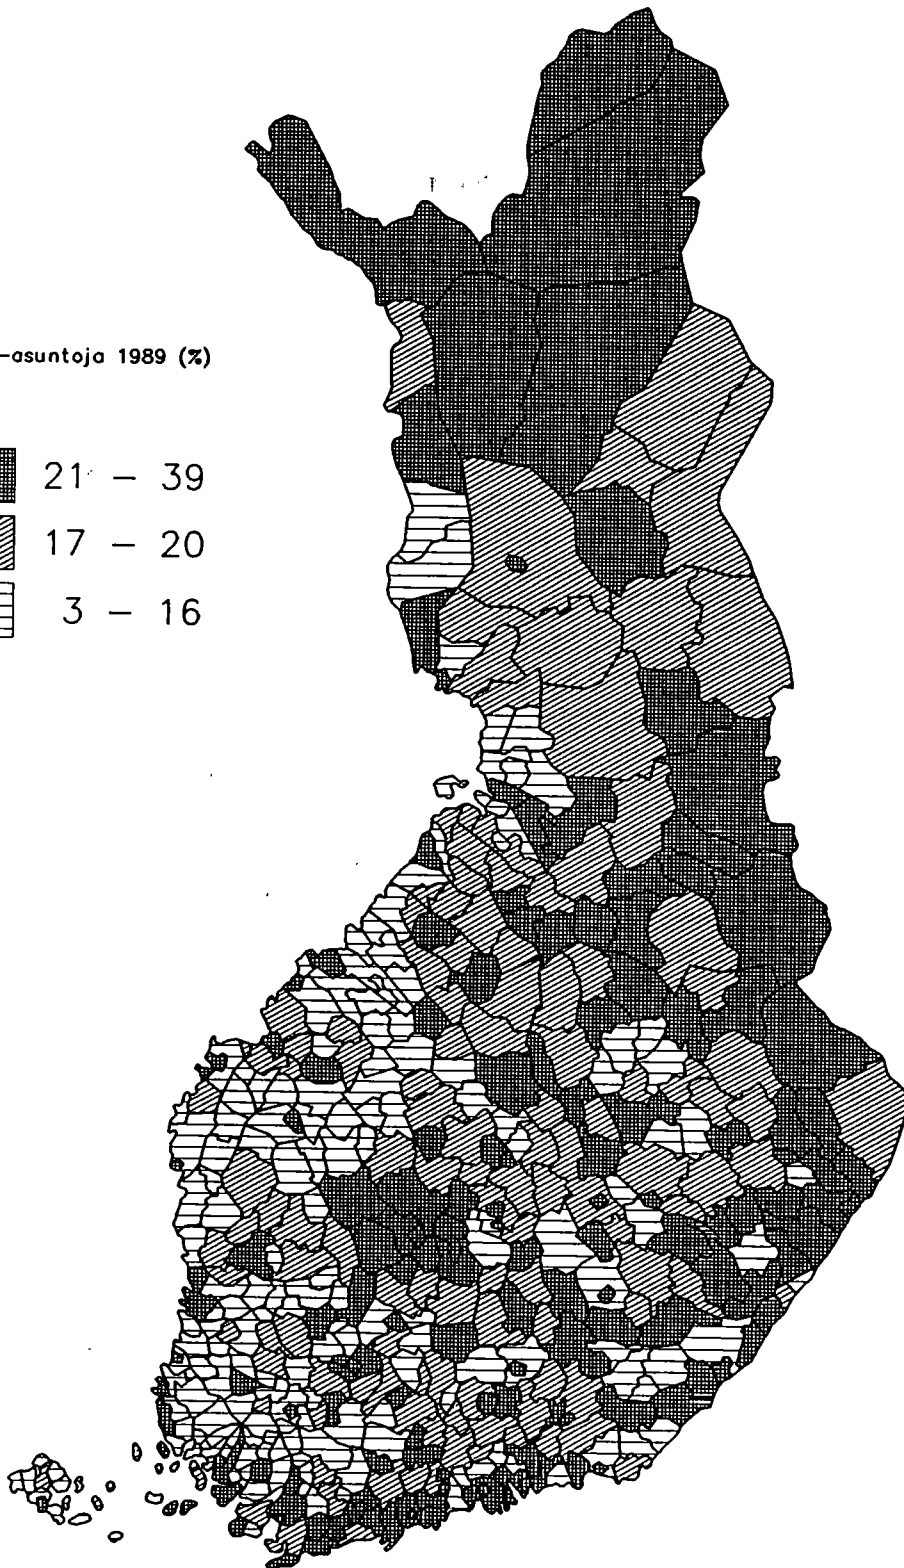 -asuntoja 1989 (%)
21 – 39
17 – 20
3 – 16